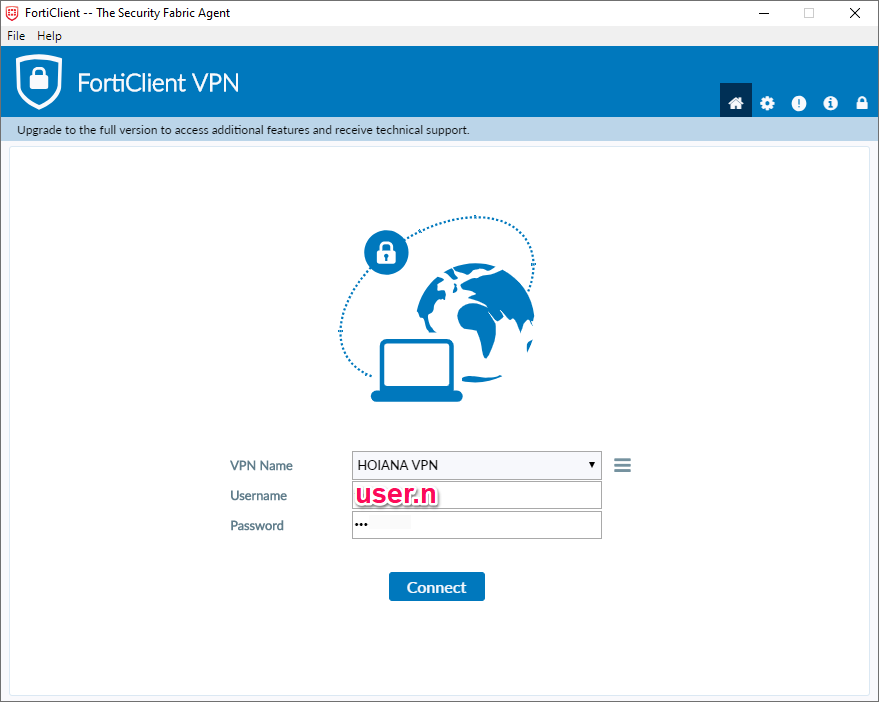 FortiClient -- The Security Fabric Agent
File Help
FortiClient VPN
Upgrade to the full version to access additional features and receive technical support.
VPN Name HOIANA VPN
Username user.n
Password •••
Connect